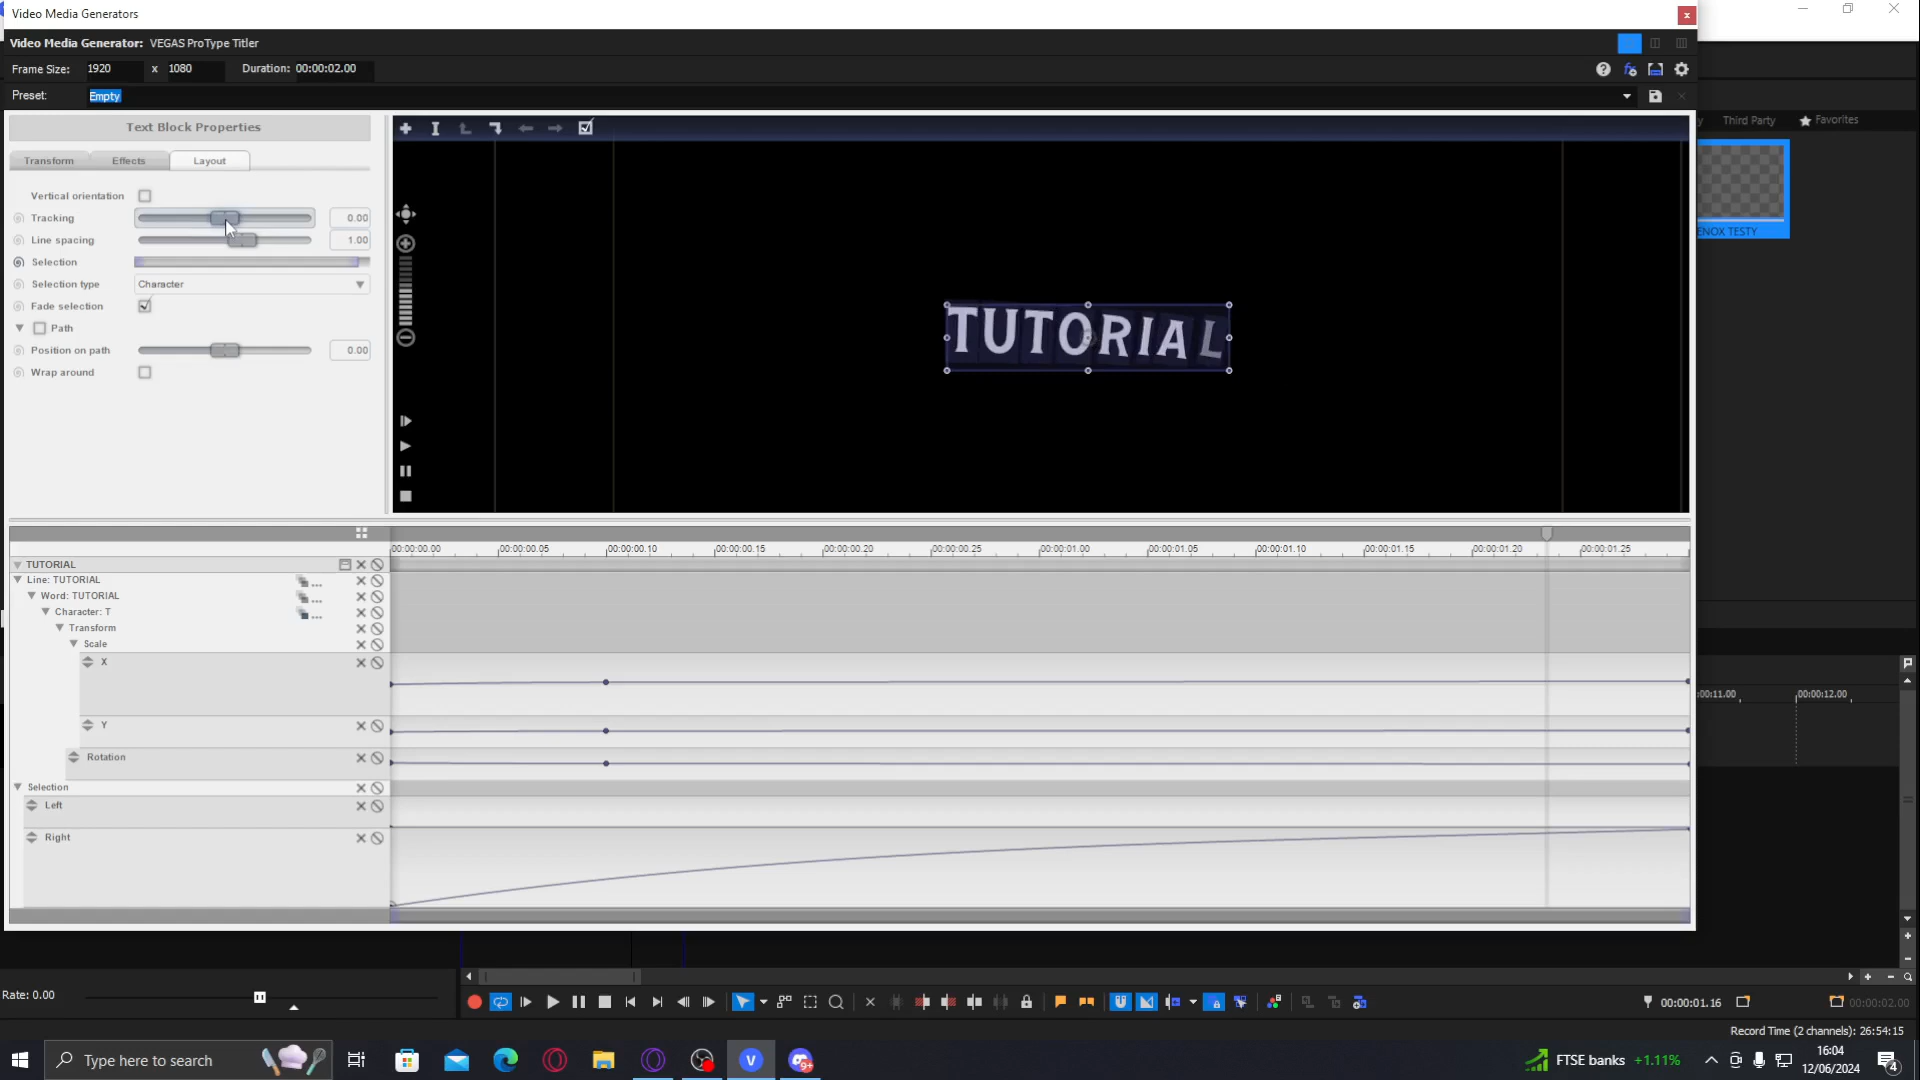 Video Media Generators
Video Media Generator: VEGAS ProType Titler
Frame Size: 1920 x 1080 Duration: 00:00:02.00
Preset: Empty
Third Party Favorites
Text Block Properties
Transform Effects Layout
Vertical orientation
Tracking 0.00
Line spacing 1.00
Selection
Selection type Character
Fade selection
Path
Position on path 0.00
Wrap around
TUTORIAL
ENOX TESTY
00:00:00.00 00:00:00.05 00:00:00.10 00:00:00.15 00:00:00.20 00:00:00.25 00:00:01.00 00:00:01.05 00:00:01.10 00:00:01.15 00:00:01.20 00:00:01.25
TUTORIAL
Line: TUTORIAL
Word: TUTORIAL
Character: T
Transform
Scale
X
Y
Rotation
Selection
Left
Right
00:11.00 00:00:12.00
Rate: 0.00
00:00:01.16 00:00:02.00
Record Time (2 channels): 26:54:15
Type here to search
9+
FTSE banks +1.11%
16:04
12/06/2024
4